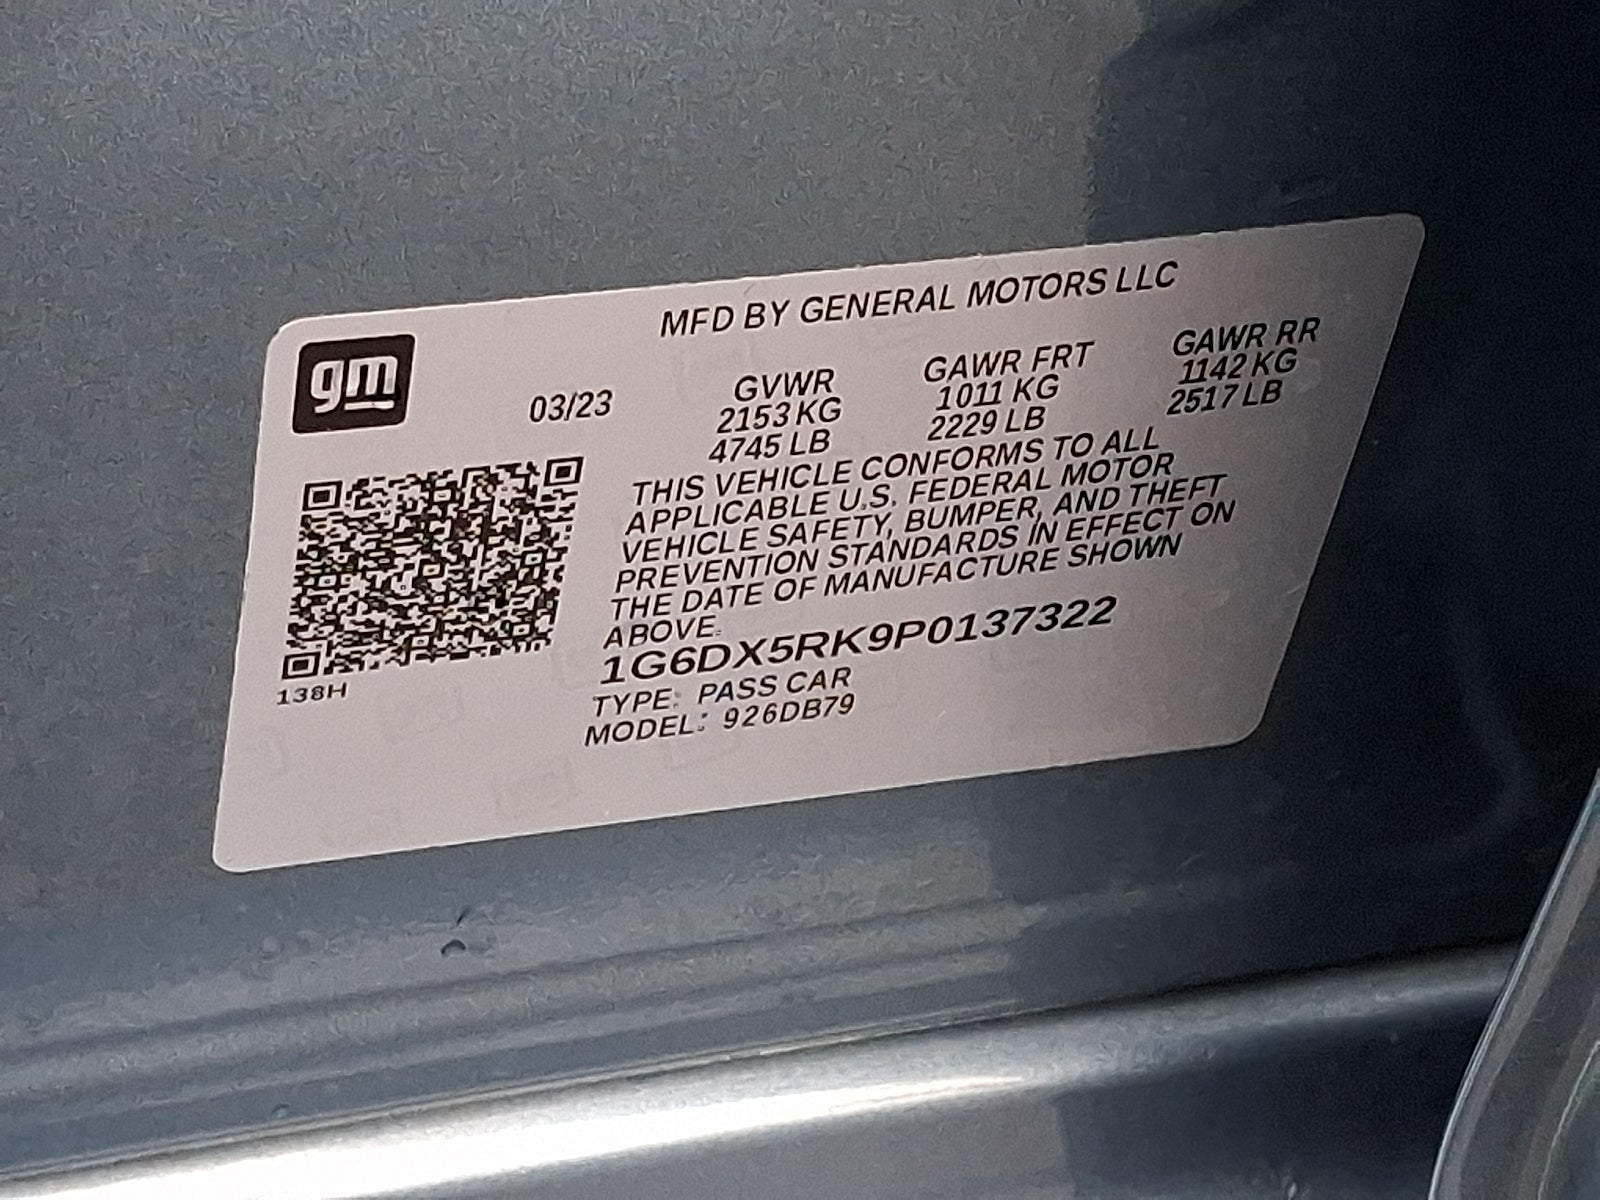 MFD BY GENERAL MOTORS LLC
gm
03/23
GVWR GAWR FRT GAWR RR
2153 KG 1011 KG 1142 KG
4745 LB 2229 LB 2517 LB
THIS VEHICLE CONFORMS TO ALL
APPLICABLE U.S. FEDERAL MOTOR
VEHICLE SAFETY, BUMPER, AND THEFT
PREVENTION STANDARDS IN EFFECT ON
THE DATE OF MANUFACTURE SHOWN
ABOVE.
1G6DX5RK9P0137322
TYPE: PASS CAR
MODEL: 926DB79
138H